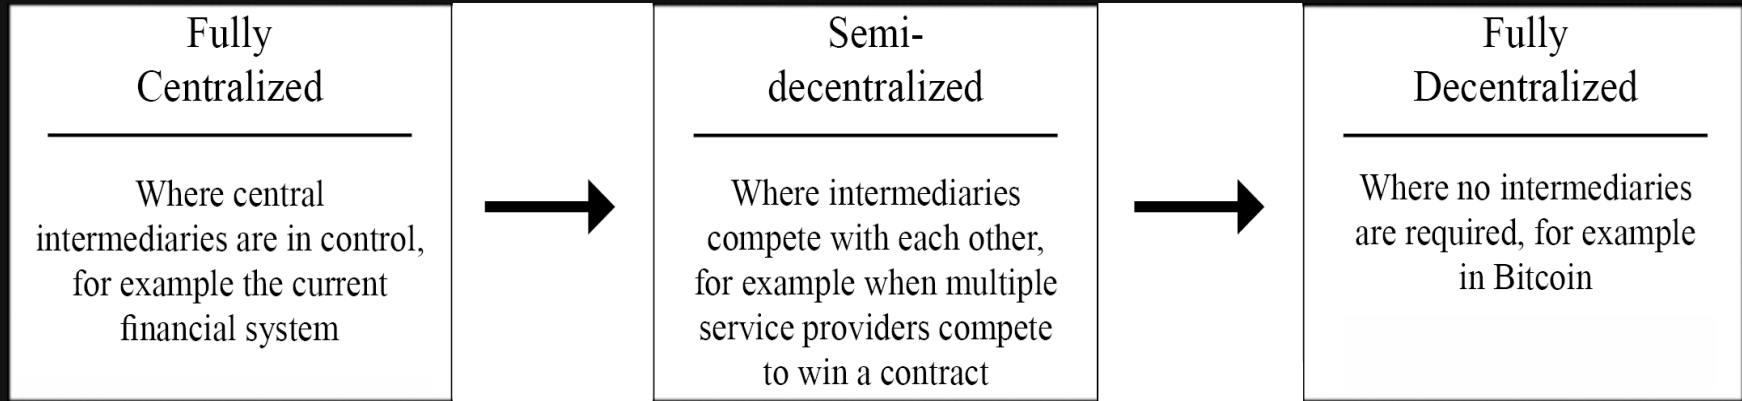 Fully
Centralized
Where central
intermediaries are in control,
for example the current
financial system
Semi-
decentralized
Where intermediaries
compete with each other,
for example when multiple
service providers compete
to win a contract
Fully
Decentralized
Where no intermediaries
are required, for example
in Bitcoin